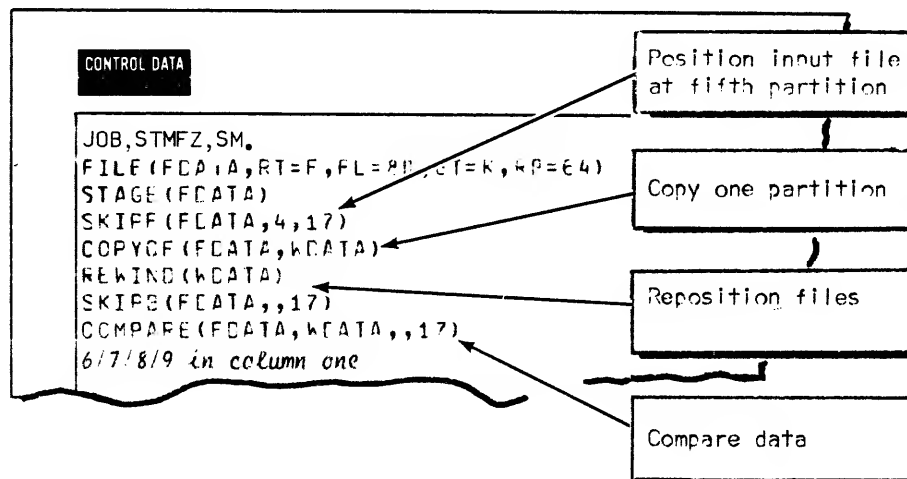 CONTROL DATA
JOB,STMFZ,SM.
FILE(FDATA,RT=F,FL=80,BT=K,RB=64)
STAGE(FDATA)
SKIPF(FDATA,4,17)
COPYCF(FDATA,WDATA)
REWIND(WDATA)
SKIPB(FDATA,,17)
COMPARE(FDATA,WDATA,,17)
6/7/8/9 in column one
Position input file
at fifth partition
Copy one partition
Reposition files
Compare data